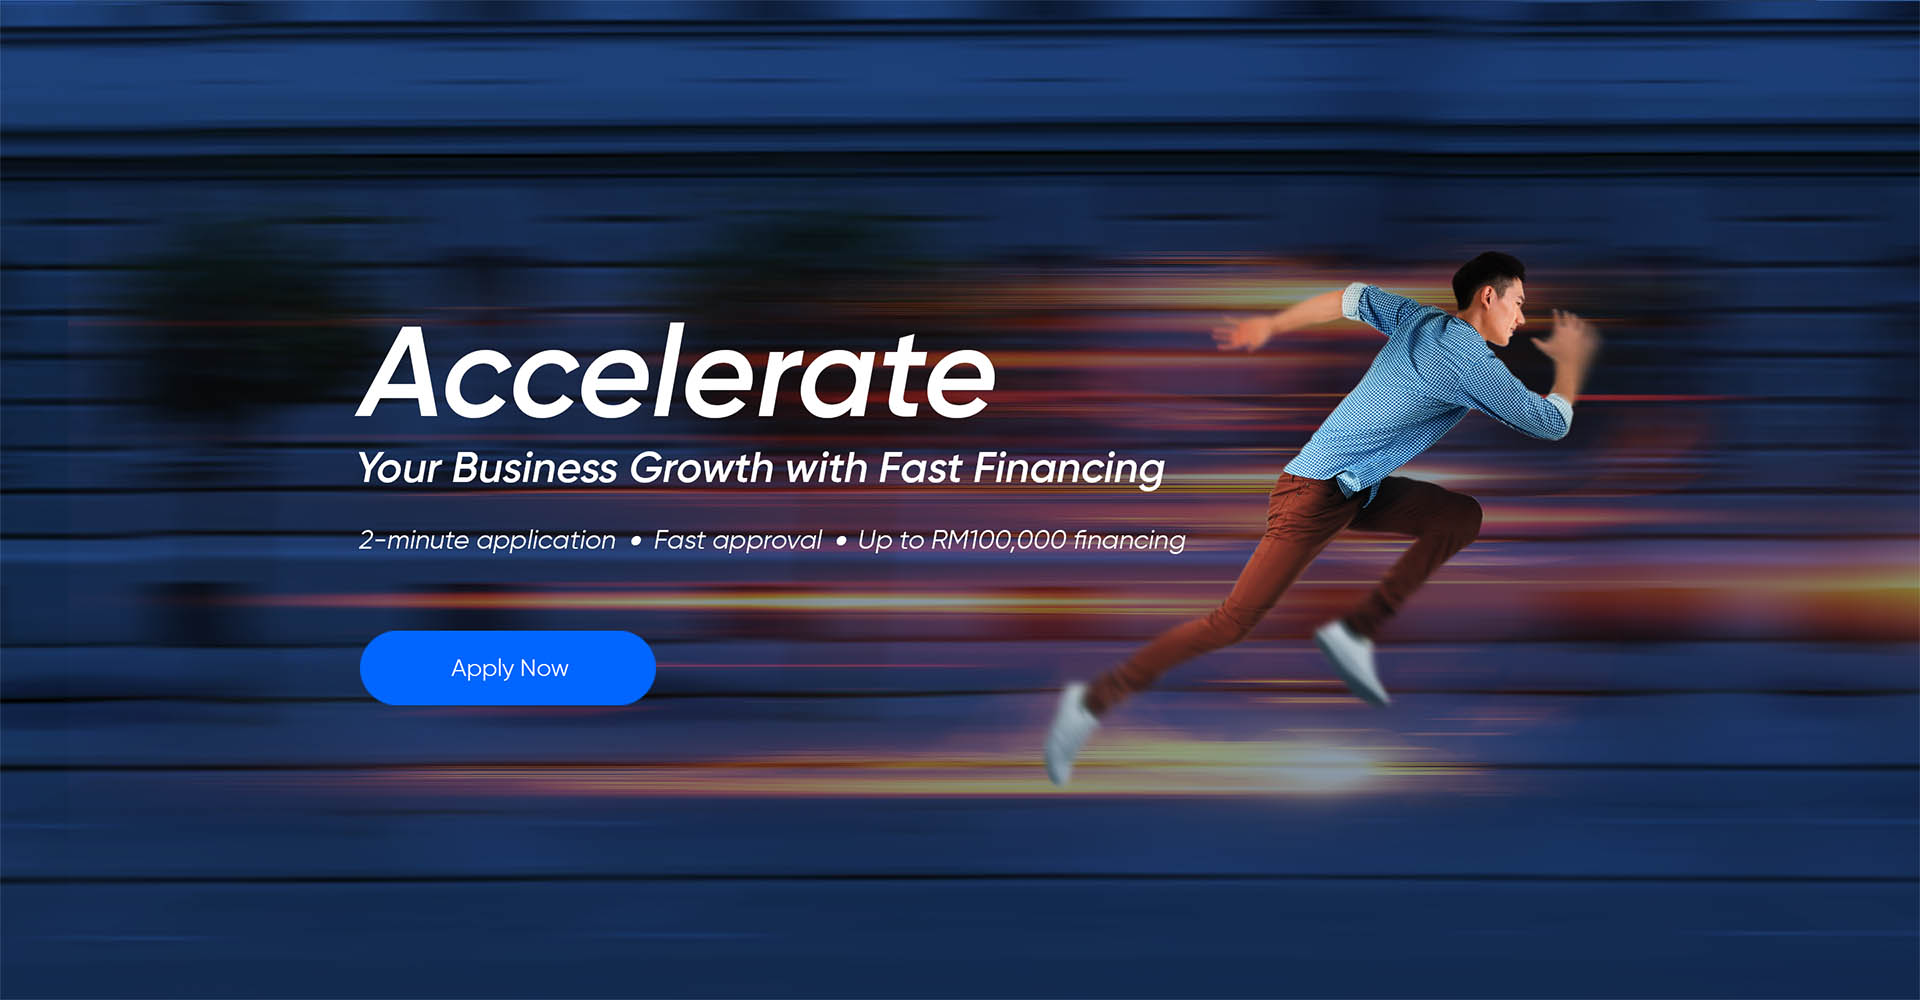 Accelerate
Your Business Growth with Fast Financing
2-minute application • Fast approval • Up to RM100,000 financing
Apply Now